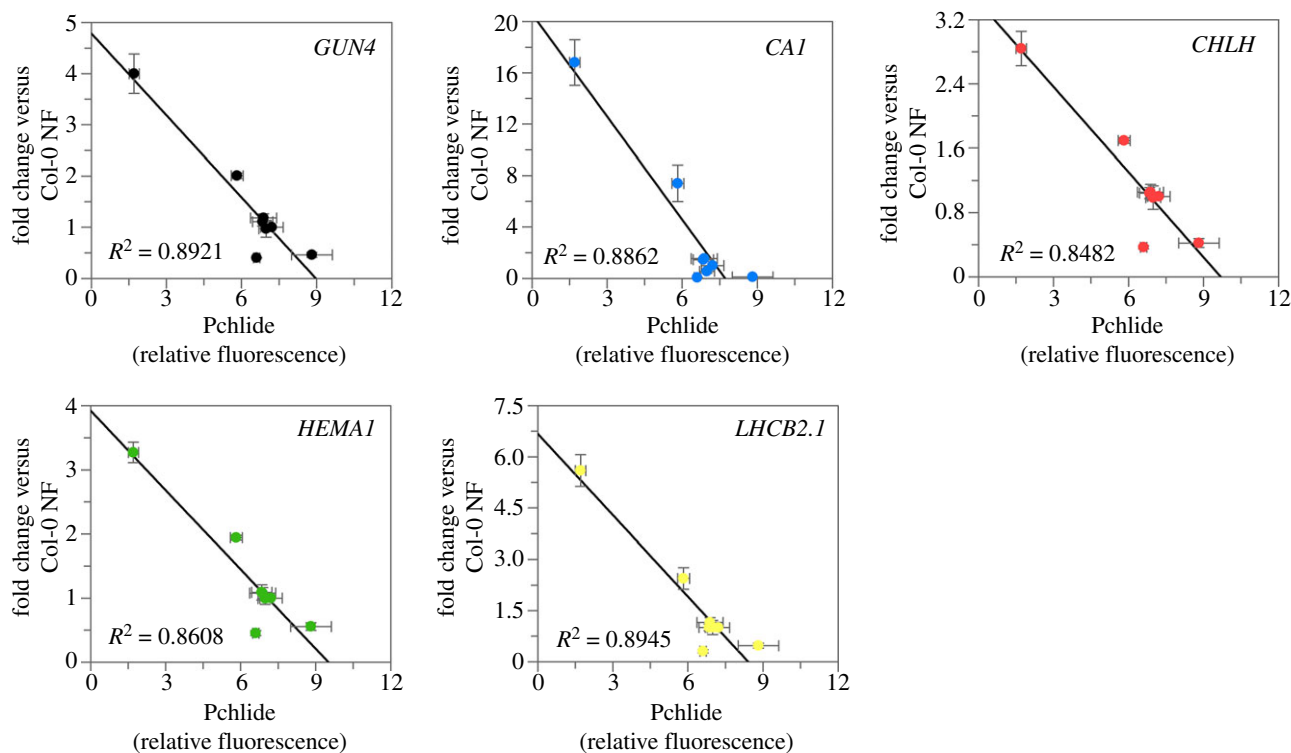 5
4
3
2
1
0
0 3 6 9 12
fold change versus
Col-0 NF
GUN4
R² = 0.8921
Pchlide
(relative fluorescence)
20
16
12
8
4
0
0 3 6 9 12
fold change versus
Col-0 NF
CA1
R² = 0.8862
Pchlide
(relative fluorescence)
3.2
2.4
1.6
0.8
0
0 3 6 9 12
fold change versus
Col-0 NF
CHLH
R² = 0.8482
Pchlide
(relative fluorescence)
4
3
2
1
0
0 3 6 9 12
fold change versus
Col-0 NF
HEMA1
R² = 0.8608
Pchlide
(relative fluorescence)
7.5
6.0
4.5
3.0
1.5
0
0 3 6 9 12
fold change versus
Col-0 NF
LHCB2.1
R² = 0.8945
Pchlide
(relative fluorescence)